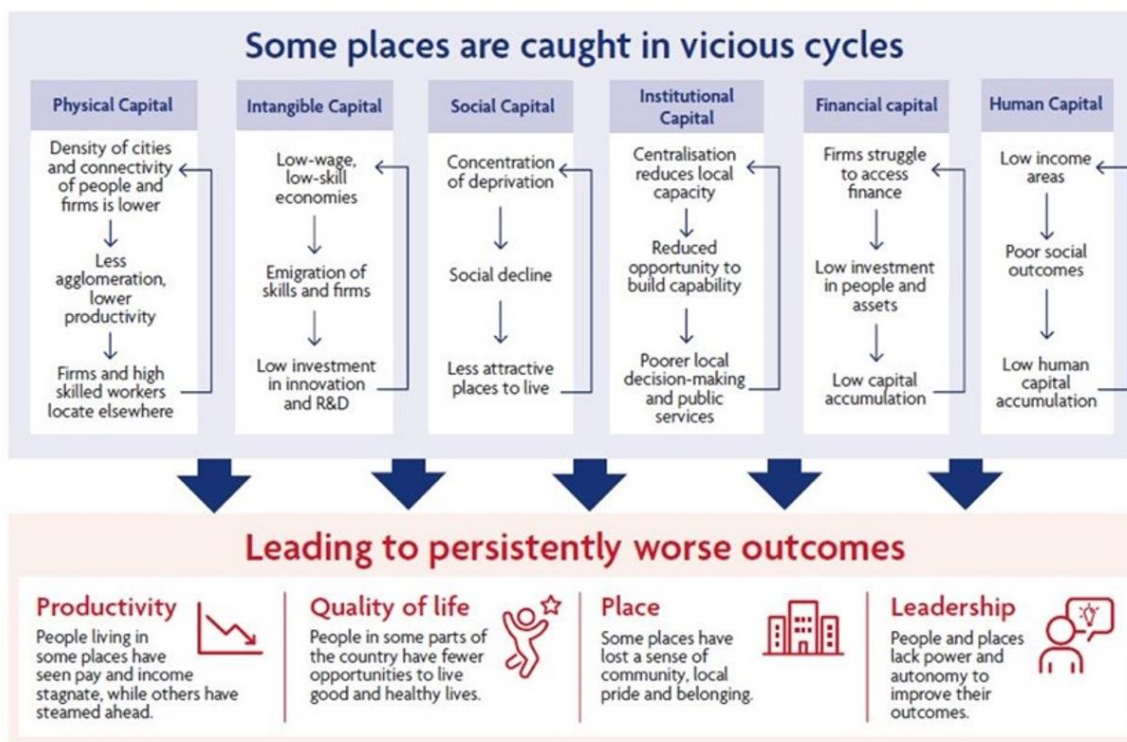 Some places are caught in vicious cycles
Physical Capital
Density of cities
and connectivity
of people and
firms is lower
Less
agglomeration,
lower
productivity
Firms and high
skilled workers
locate elsewhere
Intangible Capital
Low-wage,
low-skill
economies
Emigration of
skills and firms
Low investment
in innovation
and R&D
Social Capital
Concentration
of deprivation
Social decline
Less attractive
places to live
Institutional
Capital
Centralisation
reduces local
capacity
Reduced
opportunity to
build capability
Poorer local
decision-making
and public
services
Financial capital
Firms struggle
to access
finance
Low investment
in people and
assets
Low capital
accumulation
Human Capital
Low income
areas
Poor social
outcomes
Low human
capital
accumulation
Leading to persistently worse outcomes
Productivity
People living in
some places have
seen pay and income
stagnate, while others have
steamed ahead.
Quality of life
People in some parts of
the country have fewer
opportunities to live
good and healthy lives.
Place
Some places have
lost a sense of
community, local
pride and belonging.
Leadership
People and places
lack power and
autonomy to
improve their
outcomes.